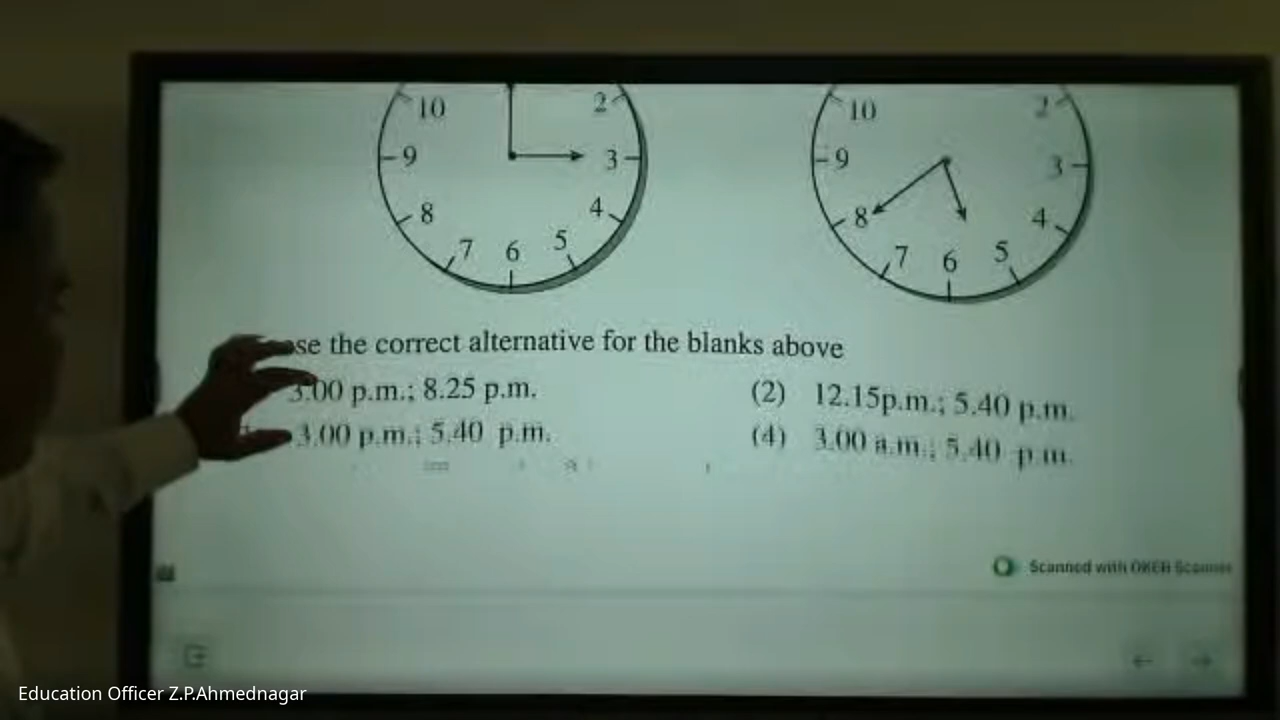 10 2
9 3
8 4
7 6 5
10 2
9 3
8 4
7 6 5
the correct alternative for the blanks above
3.00 p.m.; 8.25 p.m.
(2) 12.15p.m.; 5.40 p.m.
3.00 p.m.; 5.40 p.m.
(4) 3.00 a.m.; 5.40 p.m.
Scanned with OKEN Scanner
Education Officer Z.P.Ahmednagar